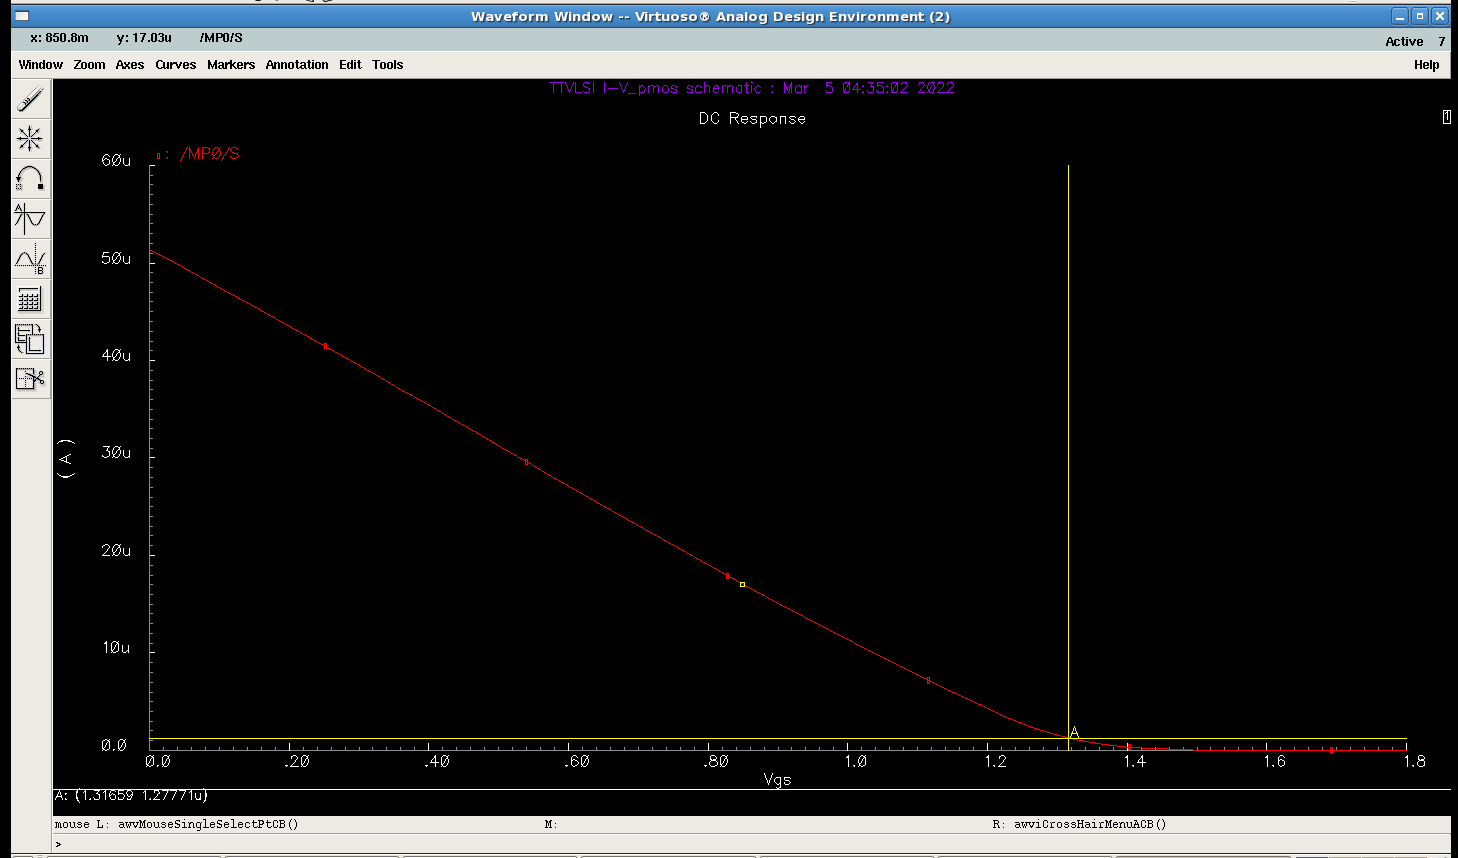 Waveform Window -- Virtuoso® Analog Design Environment (2)
x: 850.8m y: 17.03u /MP0/S
Active 7
Window Zoom Axes Curves Markers Annotation Edit Tools Help
TTVLSI I-V_pmos schematic : Mar 5 04:35:02 2022
DC Response
1
: /MP0/S
60u
50u
40u
30u
20u
10u
0.0
( A )
A
0.0 .20 .40 .60 .80 1.0 1.2 1.4 1.6 1.8
Vgs
A: (1.31659 1.27771u)
mouse L: awvMouseSingleSelectPtCB() M: R: awviCrossHairMenuACB()
>
A
B